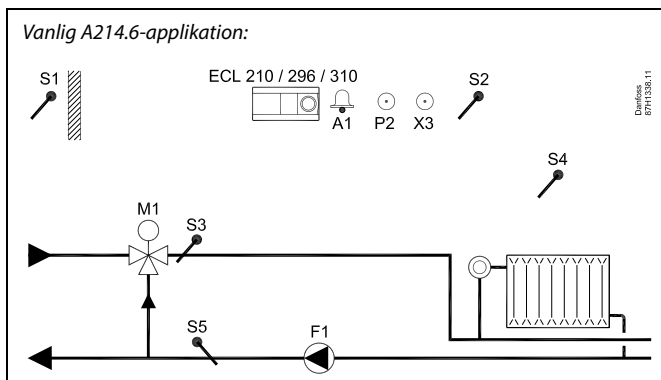 Vanlig A214.6-applikation:
S1
ECL 210 / 296 / 310
A1
P2
X3
S2
Danfoss
87H1338.11
S4
M1
S3
S5
F1